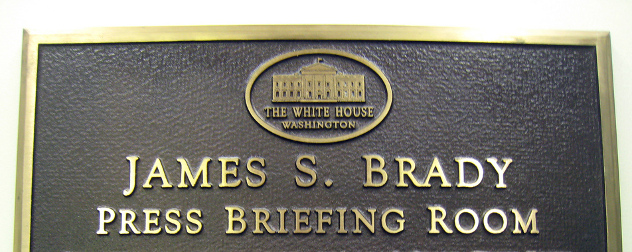 THE WHITE HOUSE
WASHINGTON
JAMES S. BRADY
PRESS BRIEFING ROOM